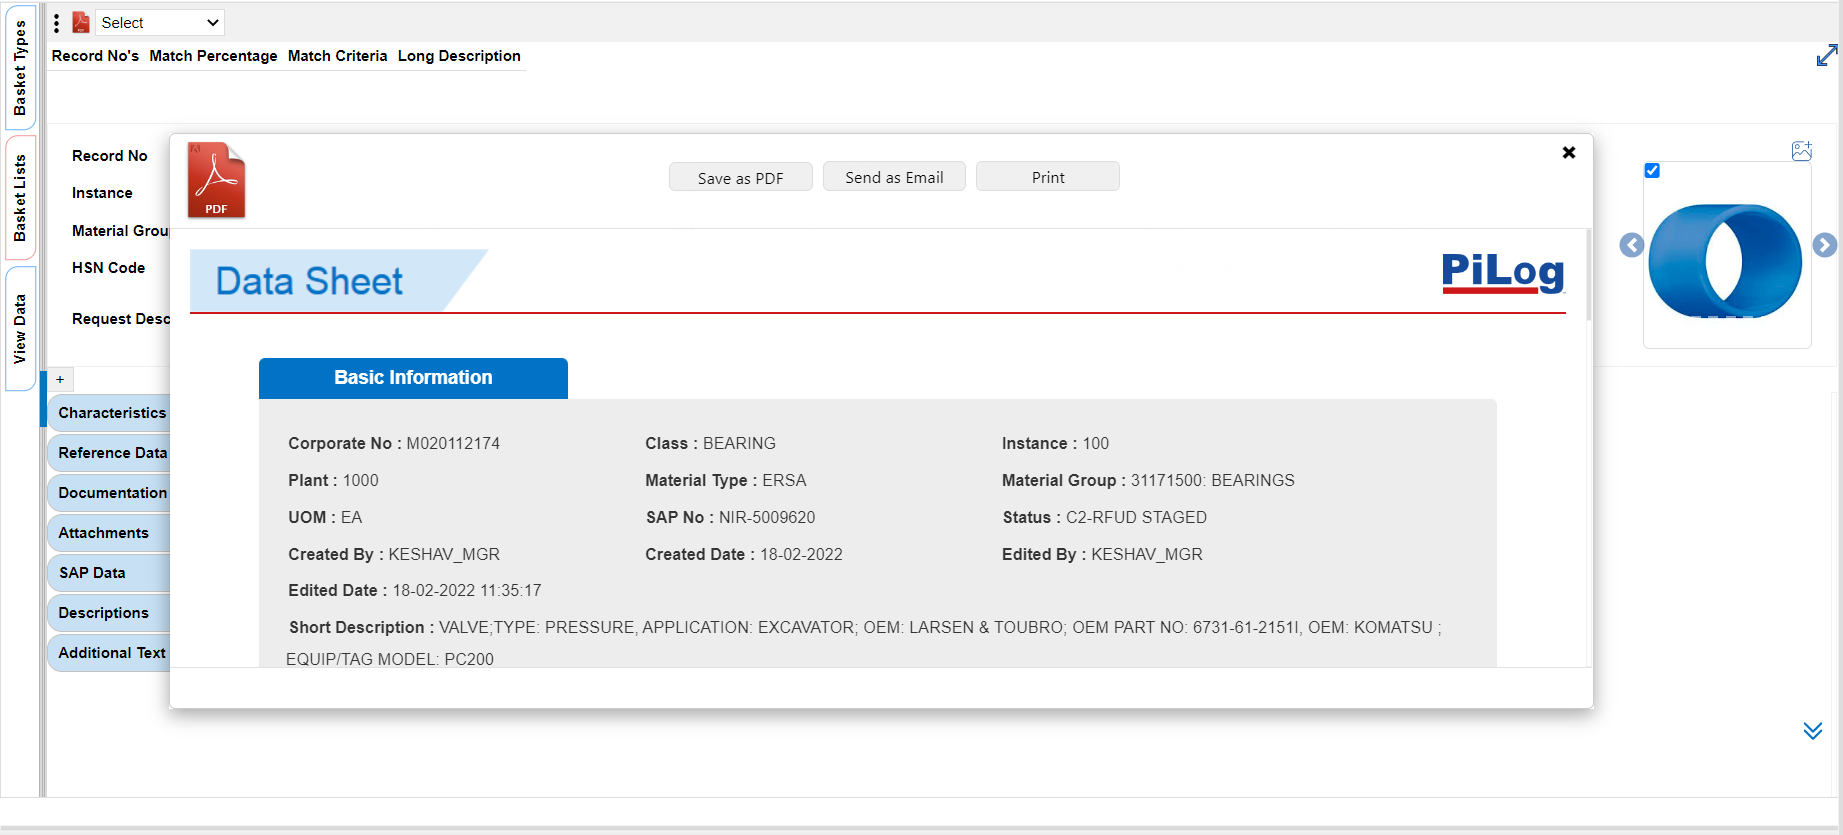 Select
Record No's Match Percentage Match Criteria Long Description
Basket Types
Basket Lists
View Data
Record No
Instance
Material Grou
HSN Code
Request Desc
+
Characteristics
Reference Data
Documentation
Attachments
SAP Data
Descriptions
Additional Text
PDF
Save as PDF Send as Email Print
Data Sheet
PiLog
Basic Information
Corporate No : M020112174 Class : BEARING Instance : 100
Plant : 1000 Material Type : ERSA Material Group : 31171500: BEARINGS
UOM : EA SAP No : NIR-5009620 Status : C2-RFUD STAGED
Created By : KESHAV_MGR Created Date : 18-02-2022 Edited By : KESHAV_MGR
Edited Date : 18-02-2022 11:35:17
Short Description : VALVE;TYPE: PRESSURE, APPLICATION: EXCAVATOR; OEM: LARSEN & TOUBRO; OEM PART NO: 6731-61-2151I, OEM: KOMATSU ;
EQUIP/TAG MODEL: PC200